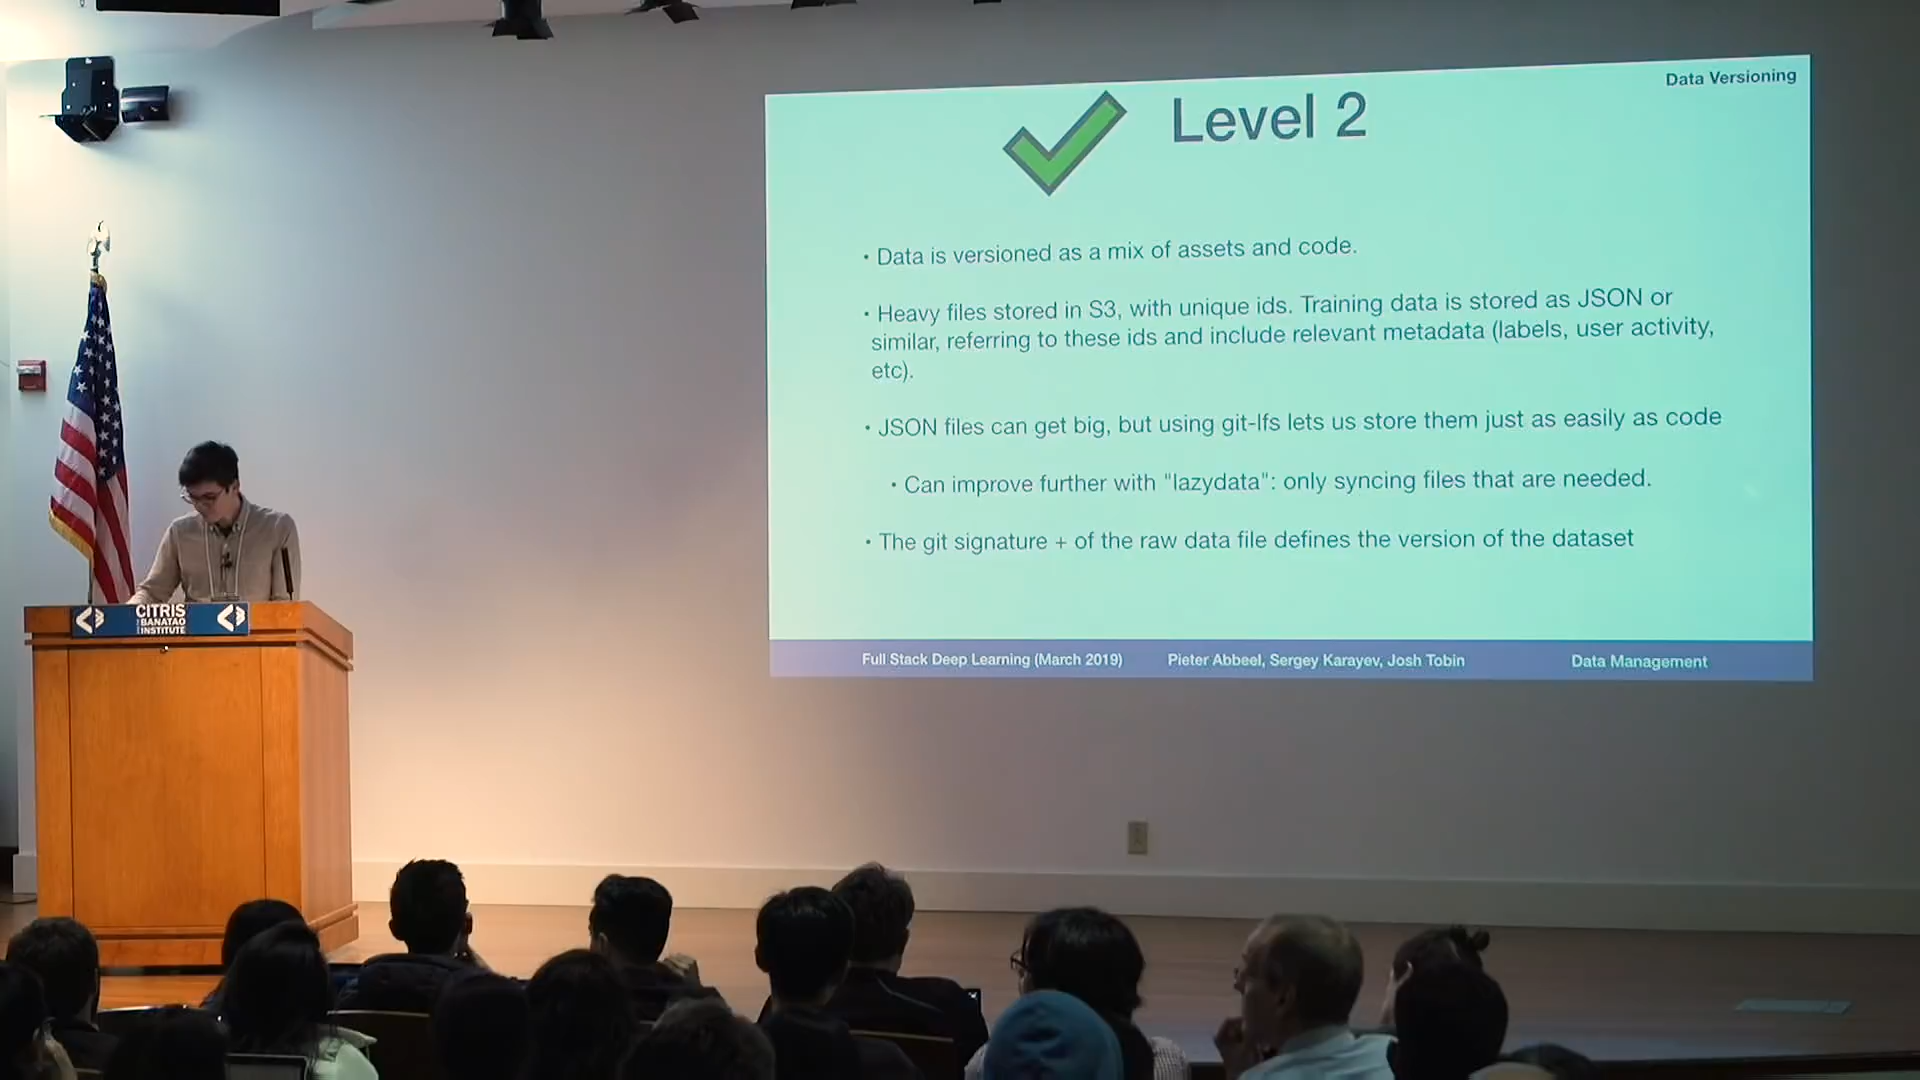 Data Versioning
Level 2
• Data is versioned as a mix of assets and code.
• Heavy files stored in S3, with unique ids. Training data is stored as JSON or
similar, referring to these ids and include relevant metadata (labels, user activity,
etc).
• JSON files can get big, but using git-lfs lets us store them just as easily as code
• Can improve further with "lazydata": only syncing files that are needed.
• The git signature + of the raw data file defines the version of the dataset
Full Stack Deep Learning (March 2019) Pieter Abbeel, Sergey Karayev, Josh Tobin Data Management
CITRIS
BANATAO
INSTITUTE